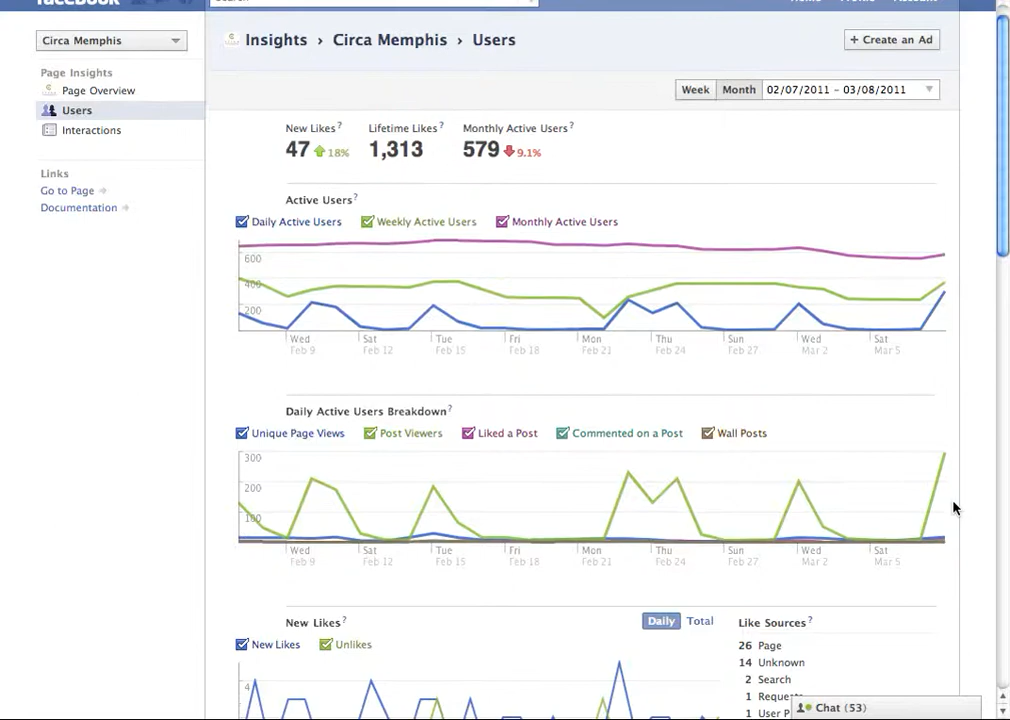 facebook
Circa Memphis
Insights › Circa Memphis › Users
+ Create an Ad
Page Insights
Page Overview
Users
Interactions
Links
Go to Page
Documentation
Week Month 02/07/2011 - 03/08/2011
New Likes? Lifetime Likes? Monthly Active Users?
47 18% 1,313 579 9.1%
Active Users?
Daily Active Users Weekly Active Users Monthly Active Users
600
400
200
Wed Sat Tue Fri Mon Thu Sun Wed Sat
Feb 9 Feb 12 Feb 15 Feb 18 Feb 21 Feb 24 Feb 27 Mar 2 Mar 5
Daily Active Users Breakdown?
Unique Page Views Post Viewers Liked a Post Commented on a Post Wall Posts
300
200
100
Wed Sat Tue Fri Mon Thu Sun Wed Sat
Feb 9 Feb 12 Feb 15 Feb 18 Feb 21 Feb 24 Feb 27 Mar 2 Mar 5
New Likes? Daily Total
New Likes Unlikes
4
Like Sources?
26 Page
14 Unknown
2 Search
1
1 User
Chat (53)